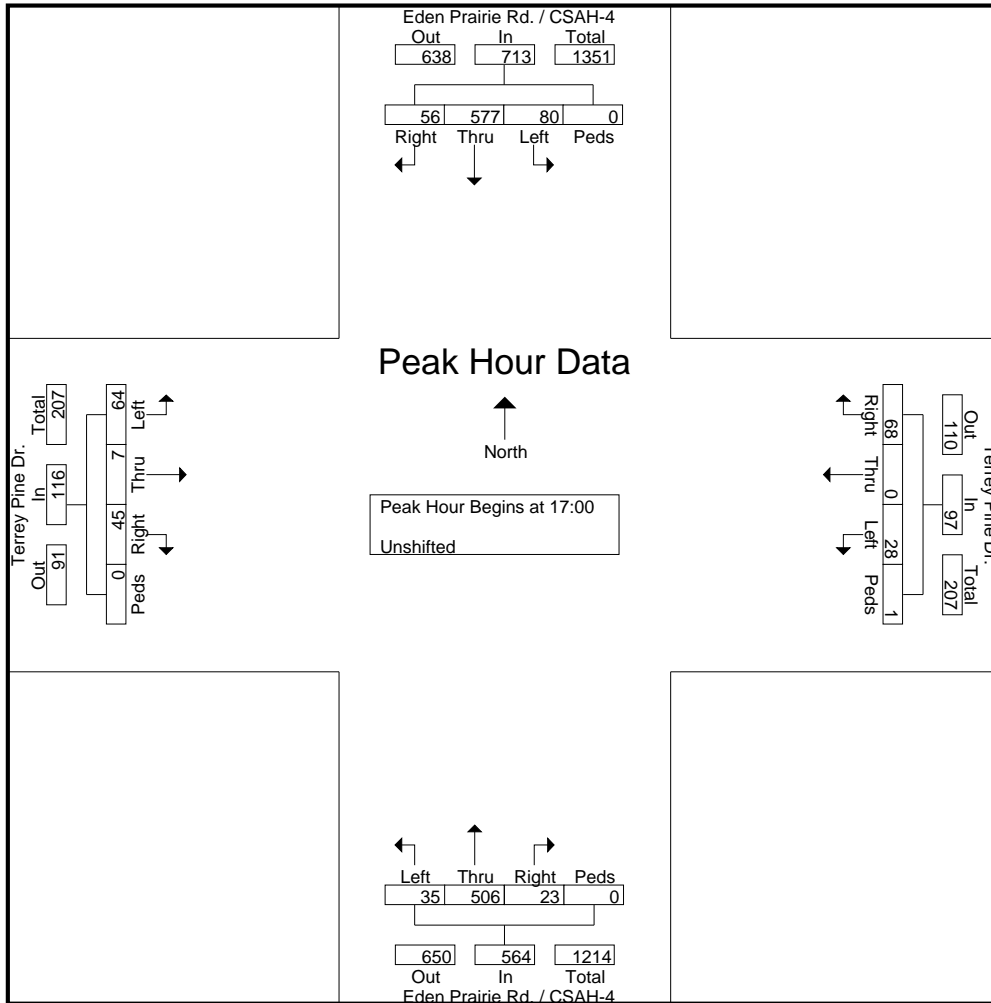 Eden Prairie Rd. / CSAH-4
Out In Total
638 713 1351
56 577 80 0
Right Thru Left Peds
Peak Hour Data
North
Peak Hour Begins at 17:00
Unshifted
Terrey Pine Dr.
Out In Total
91 116 207
64 7 45 0
Left Thru Right Peds
Terrey Pine Dr.
Out In Total
110 97 207
68 0 28 1
Right Thru Left Peds
Left Thru Right Peds
35 506 23 0
650 564 1214
Out In Total
Eden Prairie Rd. / CSAH-4